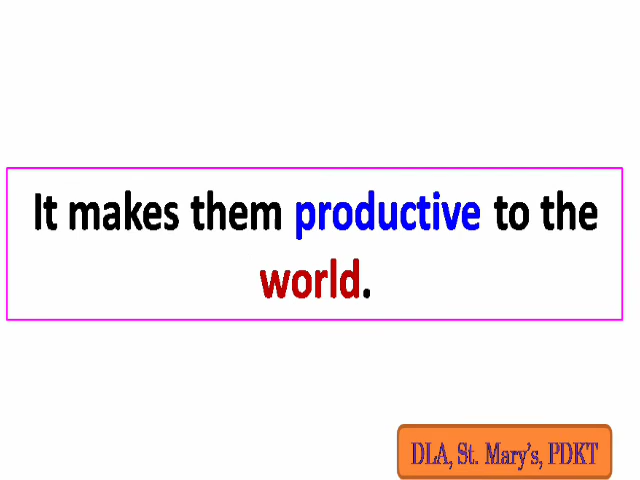 It makes them productive to the
world.
DLA, St. Mary's, PDKT